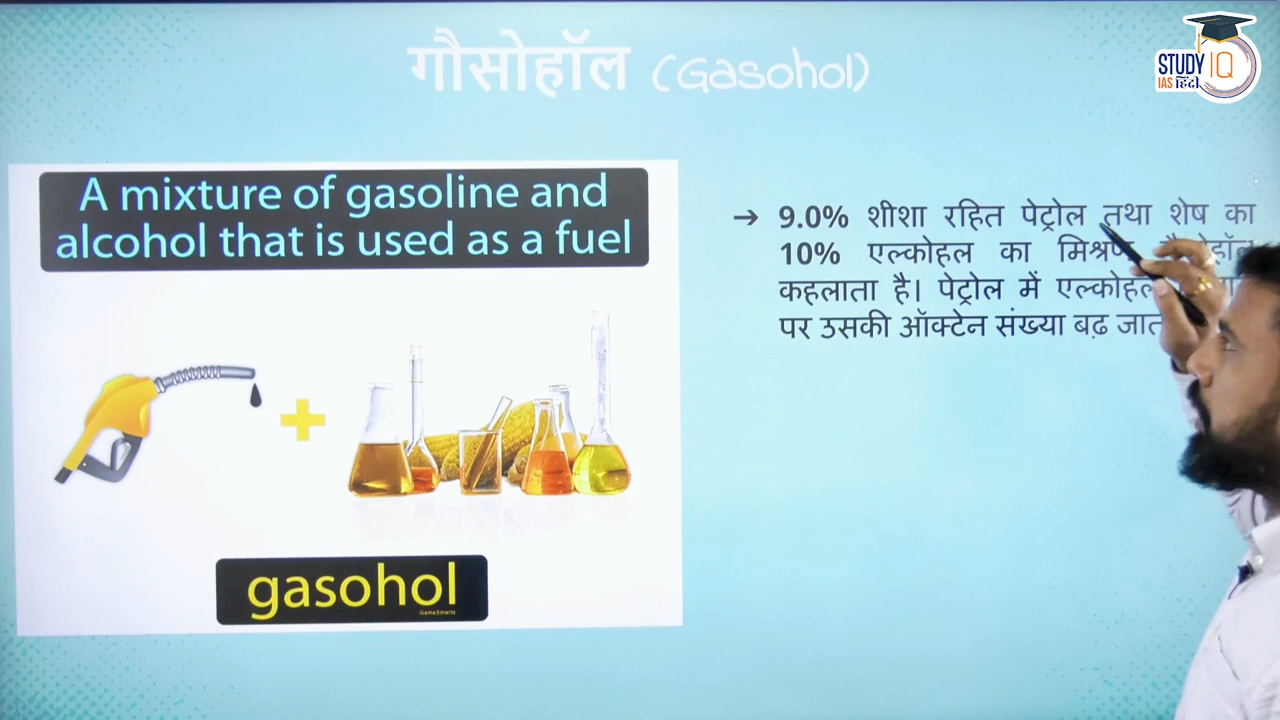 गौसोहॉल (Gasohol)
STUDY IQ
IAS हिंदी
A mixture of gasoline and
alcohol that is used as a fuel
→ 9.0% शीशा रहित पेट्रोल तथा शेष का
10% एल्कोहल का मिश्रण
कहलाता है। पेट्रोल में एल्कोहल
पर उसकी ऑक्टेन संख्या बढ़
gasohol
GameSmartz